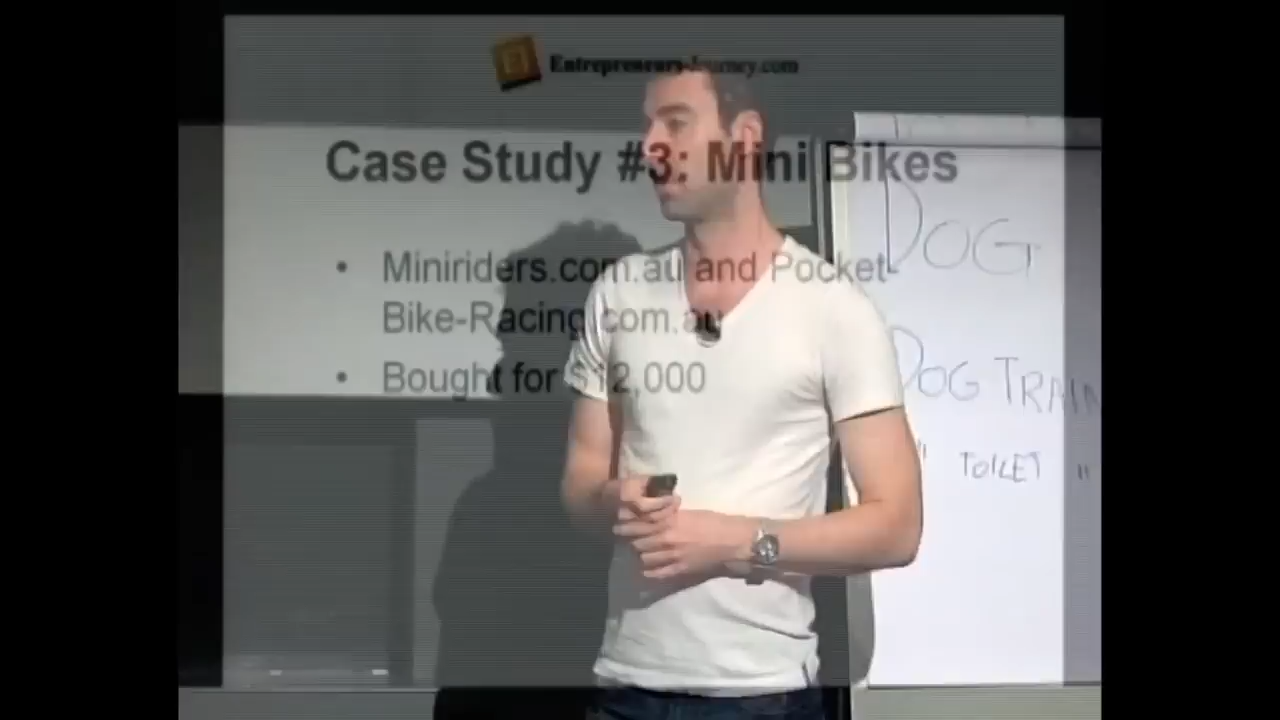 Entrepreneurs-Journey.com
Case Study #3: Mini Bikes
• Miniriders.com.au and Pocket-
Bike-Racing.com.au
• Bought for $12,000
DOG
DOG TRAIN
" TOILET "